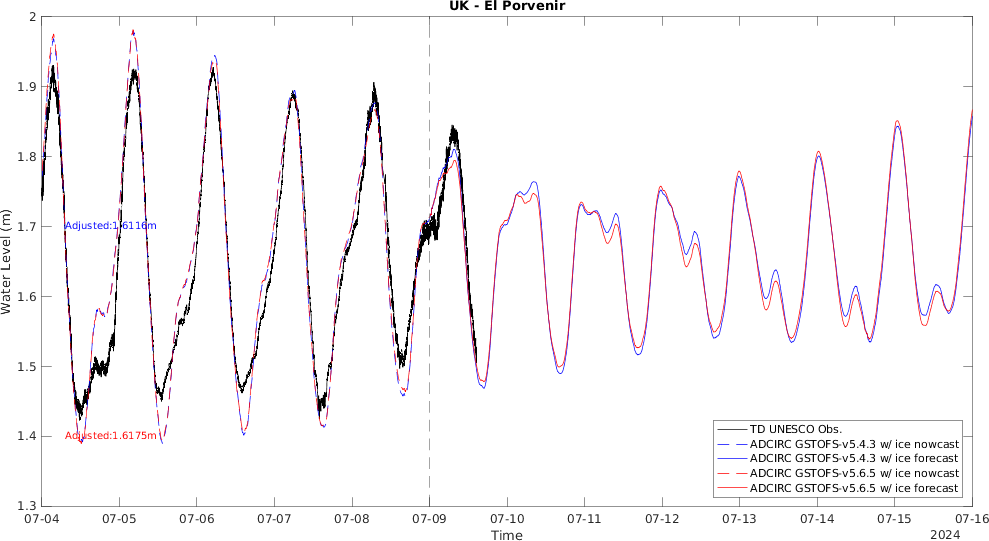 UK - El Porvenir
2
1.9
1.8
1.7
1.6
1.5
1.4
1.3
Water Level (m)
Adjusted:1.6116m
Adjusted:1.6175m
TD UNESCO Obs.
ADCIRC GSTOFS-v5.4.3 w/ ice nowcast
ADCIRC GSTOFS-v5.4.3 w/ ice forecast
ADCIRC GSTOFS-v5.6.5 w/ ice nowcast
ADCIRC GSTOFS-v5.6.5 w/ ice forecast
07-04 07-05 07-06 07-07 07-08 07-09 07-10 07-11 07-12 07-13 07-14 07-15 07-16
Time
2024